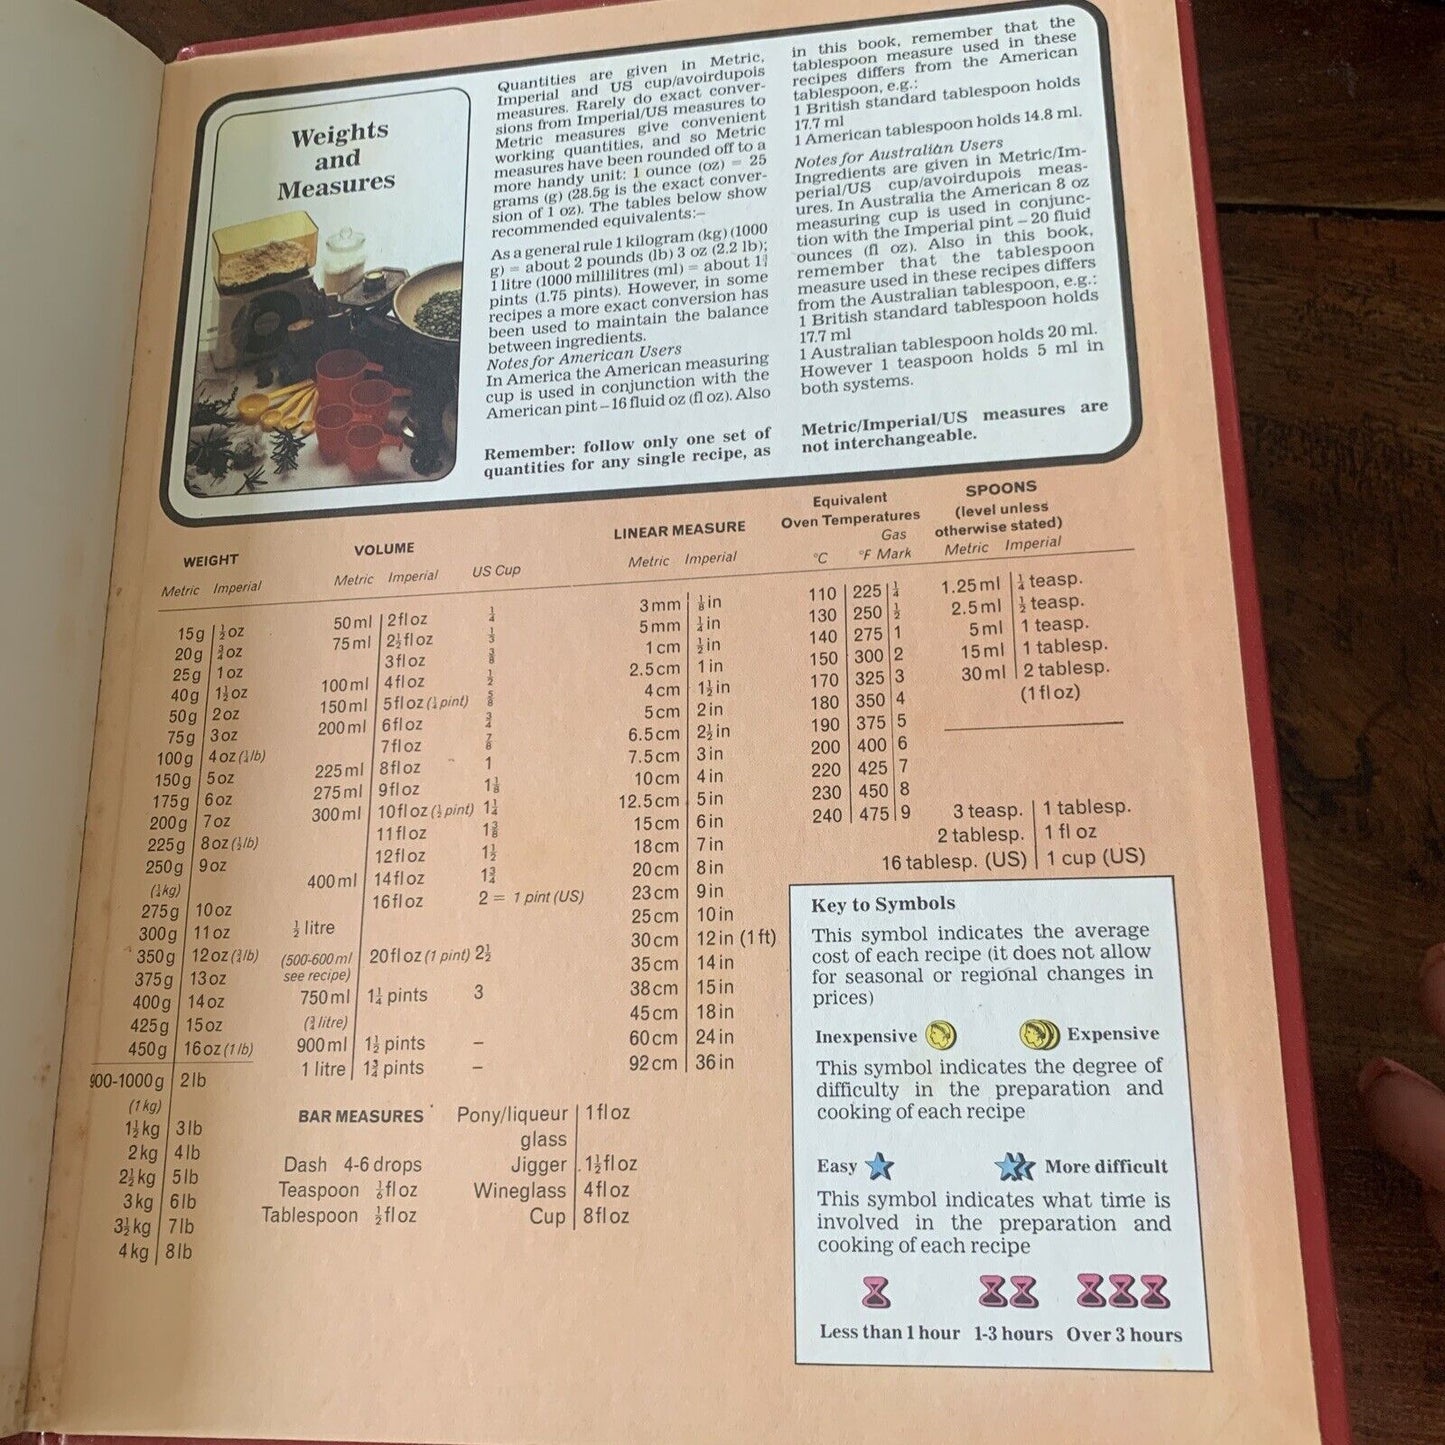 Weights
and
Measures
Quantities are given in Metric,
Imperial and US cup/avoirdupois
measures. Rarely do exact conver-
sions from Imperial/US measures to
Metric measures give convenient
working quantities, and so Metric
measures have been rounded off to a
more handy unit: 1 ounce (oz) = 25
grams (g) (28.5g is the exact conver-
sion of 1 oz). The tables below show
recommended equivalents:–
As a general rule 1 kilogram (kg) (1000
g) = about 2 pounds (lb) 3 oz (2.2 lb);
1 litre (1000 millilitres (ml) = about 1¾
pints (1.75 pints). However, in some
recipes a more exact conversion has
been used to maintain the balance
between ingredients.
Notes for American Users
In America the American measuring
cup is used in conjunction with the
American pint – 16 fluid oz (fl oz). Also
Remember: follow only one set of
quantities for any single recipe, as
in this book, remember that the
tablespoon measure used in these
recipes differs from the American
tablespoon, e.g.:
1 British standard tablespoon holds
17.7 ml
1 American tablespoon holds 14.8 ml.
Notes for Australian Users
Ingredients are given in Metric/Im-
perial/US cup/avoirdupois meas-
ures. In Australia the American 8 oz
measuring cup is used in conjunc-
tion with the Imperial pint – 20 fluid
ounces (fl oz). Also in this book,
remember that the tablespoon
measure used in these recipes differs
from the Australian tablespoon, e.g.:
1 British standard tablespoon holds
17.7 ml
1 Australian tablespoon holds 20 ml.
However 1 teaspoon holds 5 ml in
both systems.
Metric/Imperial/US measures are
not interchangeable.
WEIGHT
Metric Imperial
15g ½oz
20g ¾oz
25g 1oz
40g 1½oz
50g 2oz
75g 3oz
100g 4oz (¼lb)
150g 5oz
175g 6oz
200g 7oz
225g 8oz (½lb)
250g 9oz
(¼kg)
275g 10oz
300g 11oz
350g 12oz (¾lb)
375g 13oz
400g 14oz
425g 15oz
450g 16oz (1lb)
900-1000g 2lb
(1kg)
1½kg 3lb
2kg 4lb
2½kg 5lb
3kg 6lb
3½kg 7lb
4kg 8lb
VOLUME
Metric Imperial US Cup
50ml 2floz ¼
75ml 2½floz ⅓
3floz ⅜
100ml 4floz ½
150ml 5floz (¼pint) ⅝
200ml 6floz ¾
7floz ⅞
225ml 8floz 1
275ml 9floz 1⅛
300ml 10floz (½pint) 1¼
11floz 1⅜
12floz 1½
400ml 14floz 1¾
16floz 2 = 1 pint (US)
½ litre
(500-600ml 20floz (1 pint) 2½
see recipe)
750ml 1¼ pints 3
(¾litre)
900ml 1½ pints –
1 litre 1¾ pints –
BAR MEASURES
Dash 4-6 drops
Teaspoon ⅙floz
Tablespoon ½floz
Pony/liqueur 1floz
glass
Jigger 1½floz
Wineglass 4floz
Cup 8floz
LINEAR MEASURE
Metric Imperial
3mm ⅛in
5mm ¼in
1cm ½in
2.5cm 1in
4cm 1½in
5cm 2in
6.5cm 2½in
7.5cm 3in
10cm 4in
12.5cm 5in
15cm 6in
18cm 7in
20cm 8in
23cm 9in
25cm 10in
30cm 12in (1ft)
35cm 14in
38cm 15in
45cm 18in
60cm 24in
92cm 36in
Equivalent
Oven Temperatures
Gas
°C °F Mark
110 225 ¼
130 250 ½
140 275 1
150 300 2
170 325 3
180 350 4
190 375 5
200 400 6
220 425 7
230 450 8
240 475 9
SPOONS
(level unless
otherwise stated)
Metric Imperial
1.25ml ¼ teasp.
2.5ml ½ teasp.
5ml 1 teasp.
15ml 1 tablesp.
30ml 2 tablesp.
(1floz)
3 teasp. 1 tablesp.
2 tablesp. 1 fl oz
16 tablesp. (US) 1 cup (US)
Key to Symbols
This symbol indicates the average
cost of each recipe (it does not allow
for seasonal or regional changes in
prices)
Inexpensive Expensive
This symbol indicates the degree of
difficulty in the preparation and
cooking of each recipe
Easy More difficult
This symbol indicates what time is
involved in the preparation and
cooking of each recipe
Less than 1 hour 1-3 hours Over 3 hours